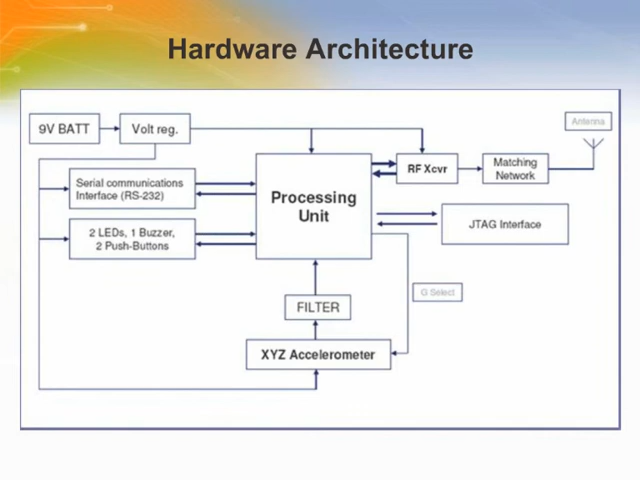 Hardware Architecture
Antenna
9V BATT
Volt reg.
RF Xcvr
Matching
Network
Serial communications
Interface (RS-232)
Processing
Unit
2 LEDs, 1 Buzzer,
2 Push-Buttons
JTAG Interface
G Select
FILTER
XYZ Accelerometer